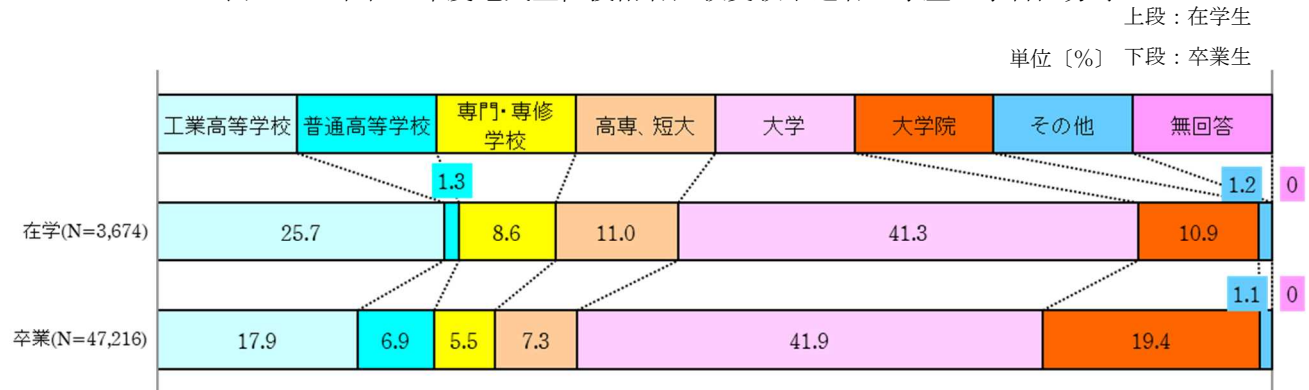 上段：在学生
単位〔%〕 下段：卒業生
工業高等学校 普通高等学校 専門・専修学校 高専、短大 大学 大学院 その他 無回答
1.3 1.2 0
在学(N=3,674) 25.7 8.6 11.0 41.3 10.9
1.1 0
卒業(N=47,216) 17.9 6.9 5.5 7.3 41.9 19.4